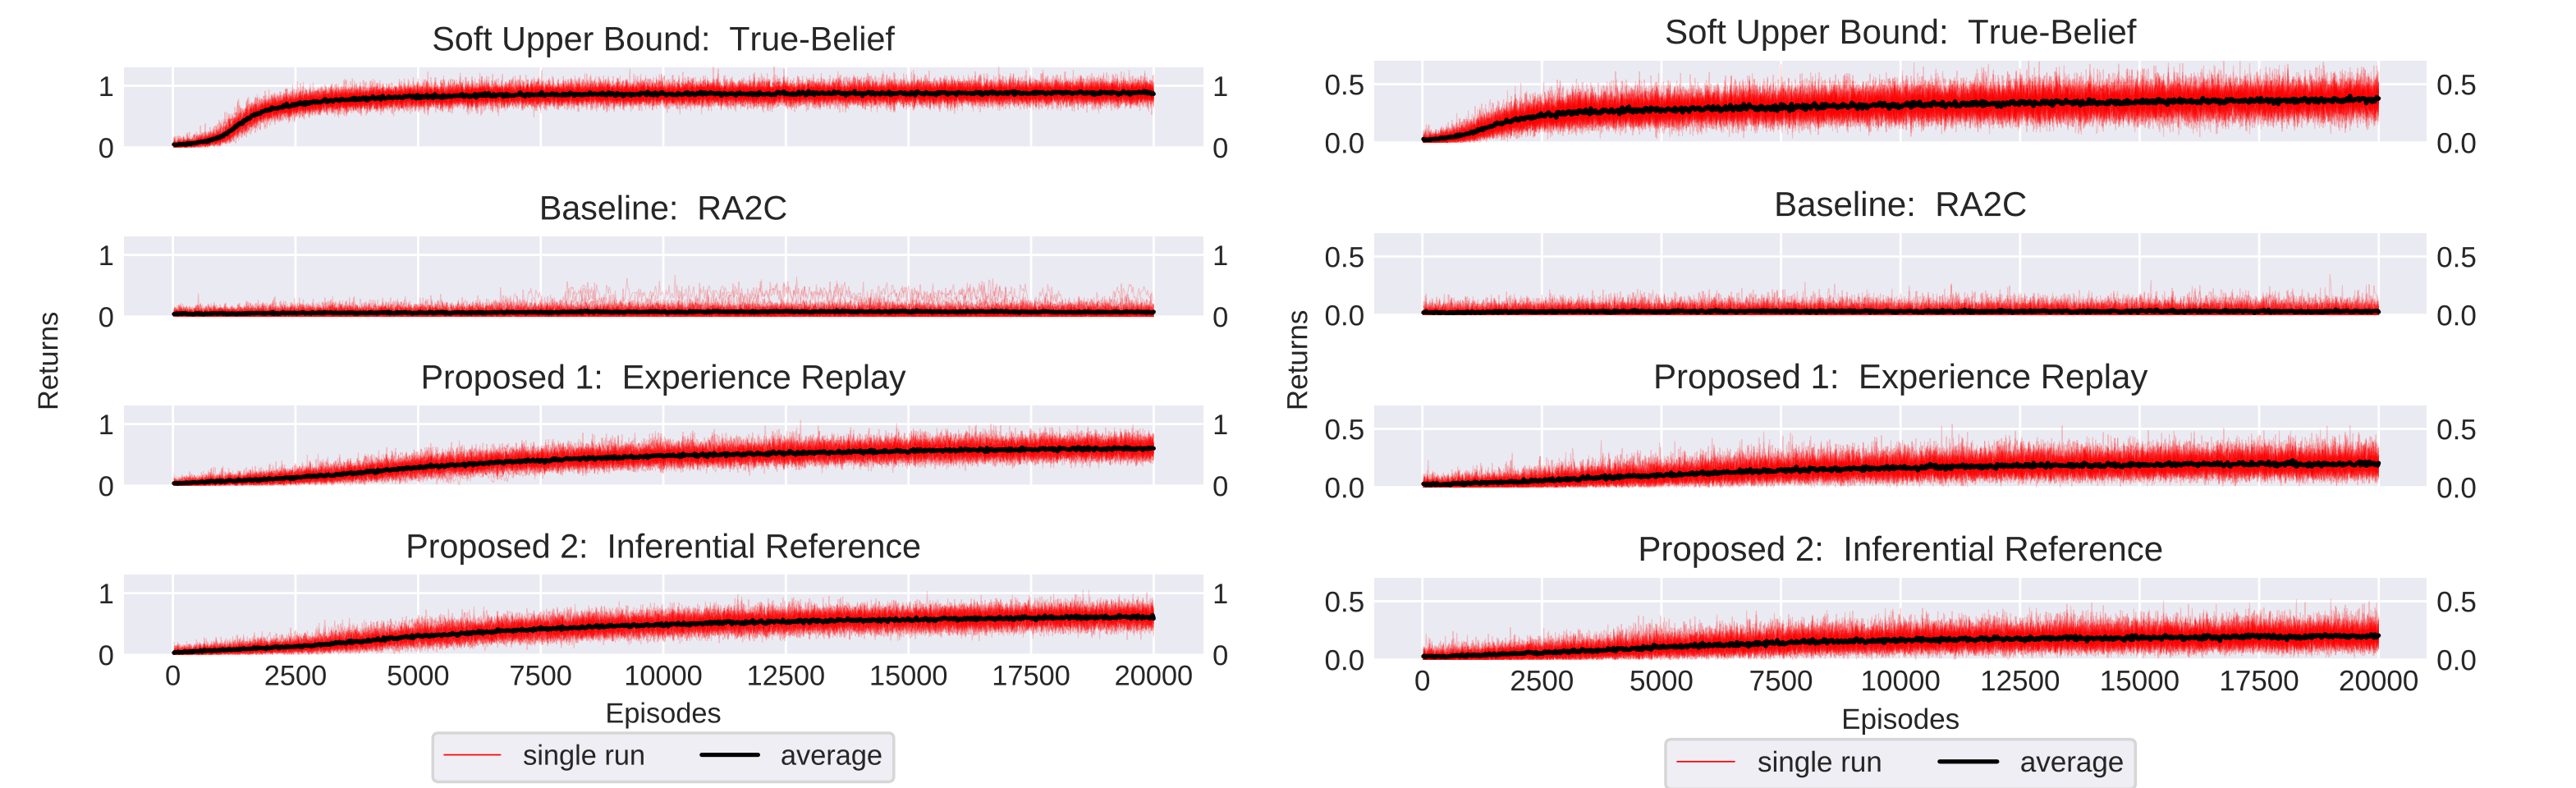 Soft Upper Bound: True-Belief
1 1
0 0
Baseline: RA2C
1 1
0 0
Returns
Proposed 1: Experience Replay
1 1
0 0
Proposed 2: Inferential Reference
1 1
0 0
0 2500 5000 7500 10000 12500 15000 17500 20000
Episodes
single run average
Soft Upper Bound: True-Belief
0.5 0.5
0.0 0.0
Baseline: RA2C
0.5 0.5
0.0 0.0
Returns
Proposed 1: Experience Replay
0.5 0.5
0.0 0.0
Proposed 2: Inferential Reference
0.5 0.5
0.0 0.0
0 2500 5000 7500 10000 12500 15000 17500 20000
Episodes
single run average